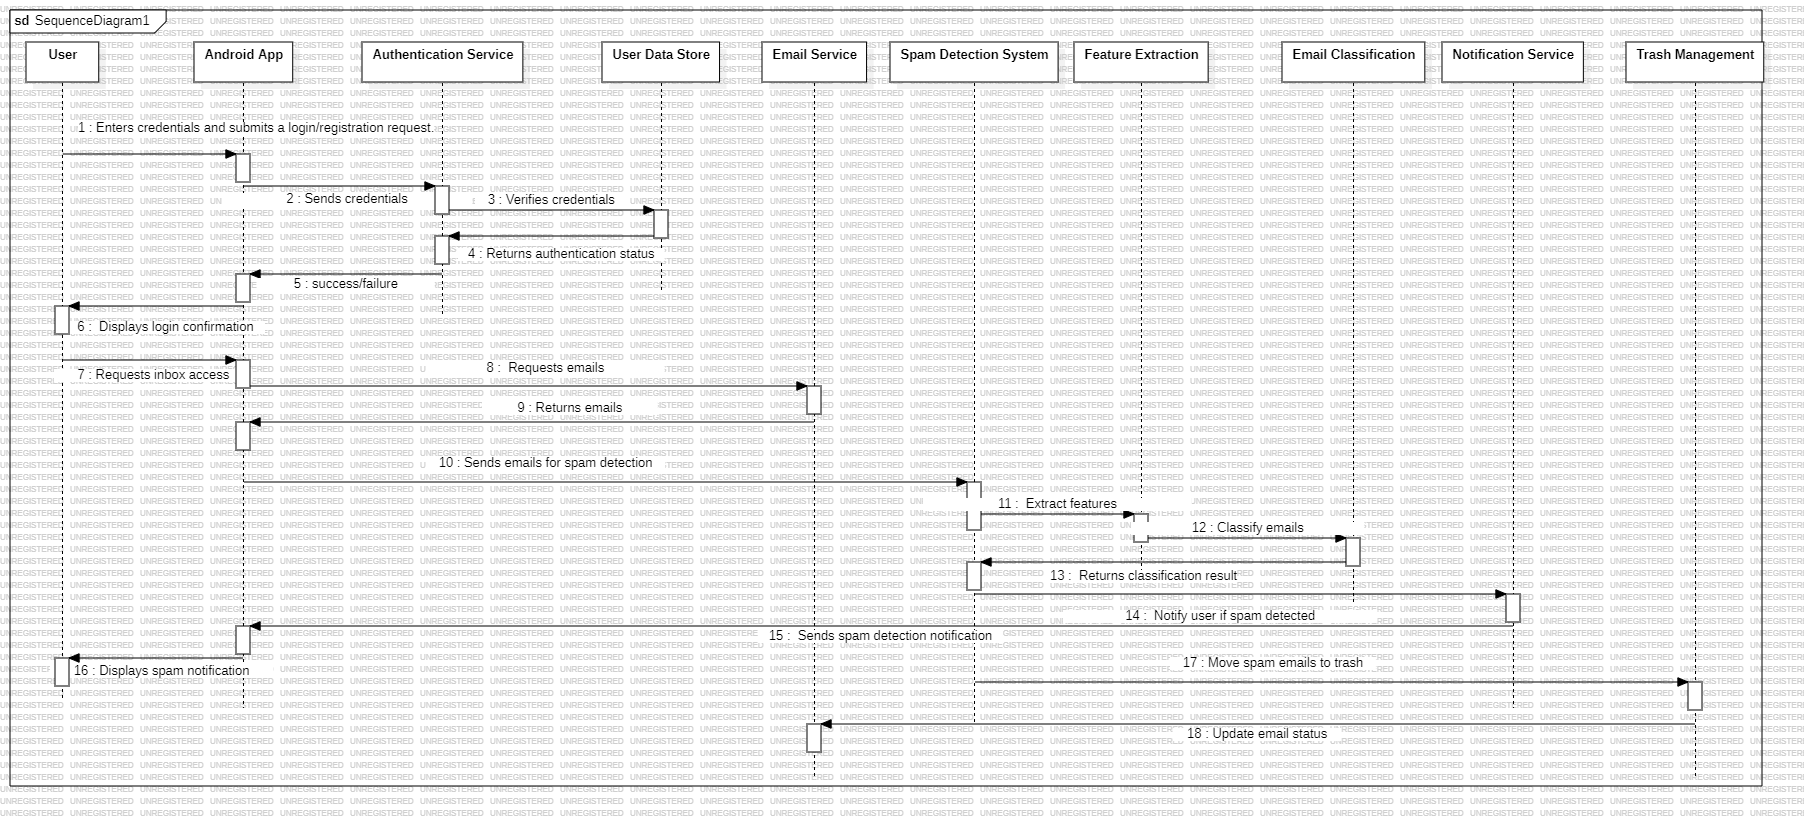 sd SequenceDiagram1
User
Android App
Authentication Service
User Data Store
Email Service
Spam Detection System
Feature Extraction
Email Classification
Notification Service
Trash Management
1 : Enters credentials and submits a login/registration request.
2 : Sends credentials
3 : Verifies credentials
4 : Returns authentication status
5 : success/failure
6 :  Displays login confirmation
7 : Requests inbox access
8 :  Requests emails
9 : Returns emails
10 : Sends emails for spam detection
11 :  Extract features
12 : Classify emails
13 :  Returns classification result
14 :  Notify user if spam detected
15 :  Sends spam detection notification
16 : Displays spam notification
17 : Move spam emails to trash
18 : Update email status
UNREGISTERED